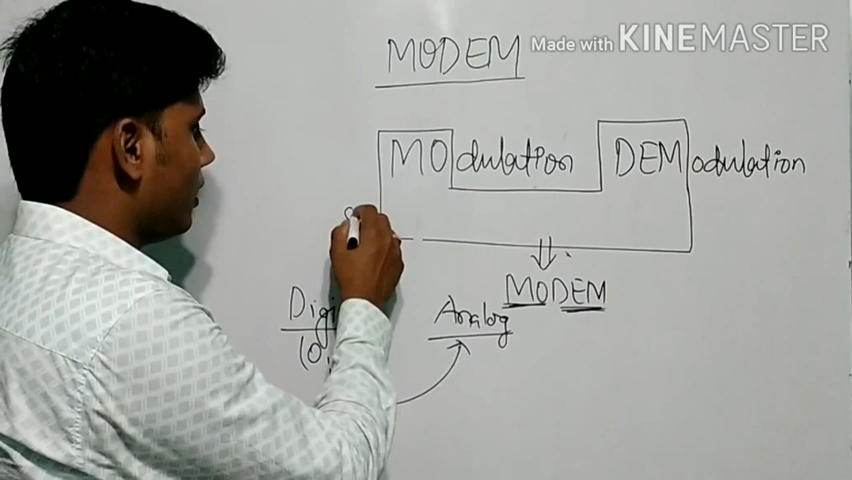 MODEM
Made with KINEMASTER
MOdulation DEModulation
MODEM
Analog